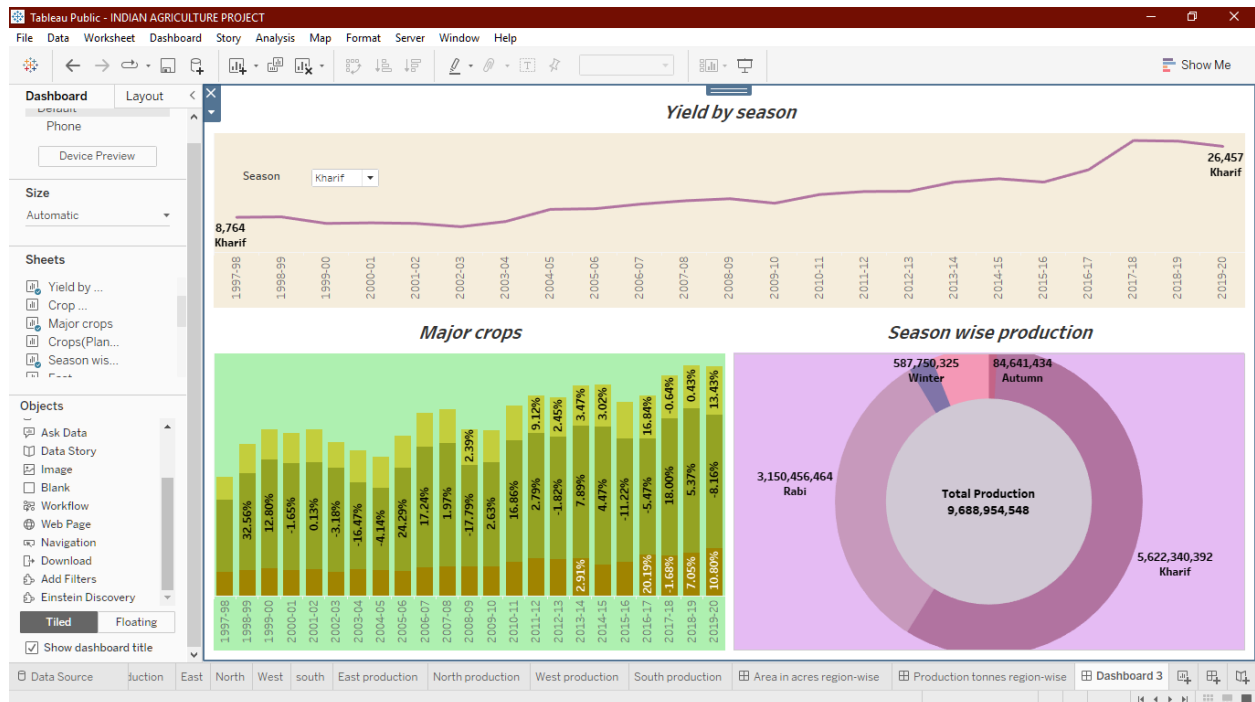 Tableau Public - INDIAN AGRICULTURE PROJECT
File Data Worksheet Dashboard Story Analysis Map Format Server Window Help
Show Me
Dashboard Layout
Default
Phone
Device Preview
Size
Automatic
Sheets
Yield by ...
Crop ...
Major crops
Crops(Plan...
Season wis...
East
Objects
Ask Data
Data Story
Image
Blank
Workflow
Web Page
Navigation
Download
Add Filters
Einstein Discovery
Tiled Floating
Show dashboard title
Yield by season
Season Kharif
8,764
Kharif
26,457
Kharif
1997-98 1998-99 1999-00 2000-01 2001-02 2002-03 2003-04 2004-05 2005-06 2006-07 2007-08 2008-09 2009-10 2010-11 2011-12 2012-13 2013-14 2014-15 2015-16 2016-17 2017-18 2018-19 2019-20
Major crops
2.39% 9.12% 2.45% 3.47% 3.02% 16.84% -0.64% 0.43% 13.43%
32.56% 12.80% -1.65% 0.13% -3.18% -16.47% -4.14% 24.29% 17.24% 1.97% -17.79% 2.63% 16.86% 2.79% -1.82% 7.89% 4.47% -11.22% -5.47% 18.00% 5.37% -8.16%
2.91% 20.19% -1.68% 7.05% 10.80%
1997-98 1998-99 1999-00 2000-01 2001-02 2002-03 2003-04 2004-05 2005-06 2006-07 2007-08 2008-09 2009-10 2010-11 2011-12 2012-13 2013-14 2014-15 2015-16 2016-17 2017-18 2018-19 2019-20
Season wise production
587,750,325
Winter
84,641,434
Autumn
3,150,456,464
Rabi
Total Production
9,688,954,548
5,622,340,392
Kharif
Data Source duction East North West south East production North production West production South production Area in acres region-wise Production tonnes region-wise Dashboard 3